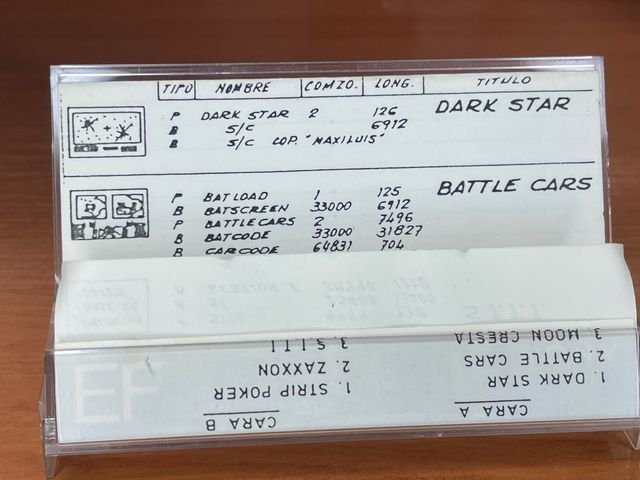 TIPO NOMBRE COMZO. LONG. TITULO
P DARK STAR 2 126 DARK STAR
B S/C 6912
B S/C COP. "MAXILUIS"
P BATLOAD 1 125 BATTLE CARS
B BATSCREEN 33000 6912
P BATTLECARS 2 7496
B BATCODE 33000 31827
B CARCODE 64831 704
CARA A
1. DARK STAR
2. BATTLE CARS
3. MOON CRESTA
CARA B
1. STRIP POKER
2. ZAXXON
3. S.I.T.I
EF